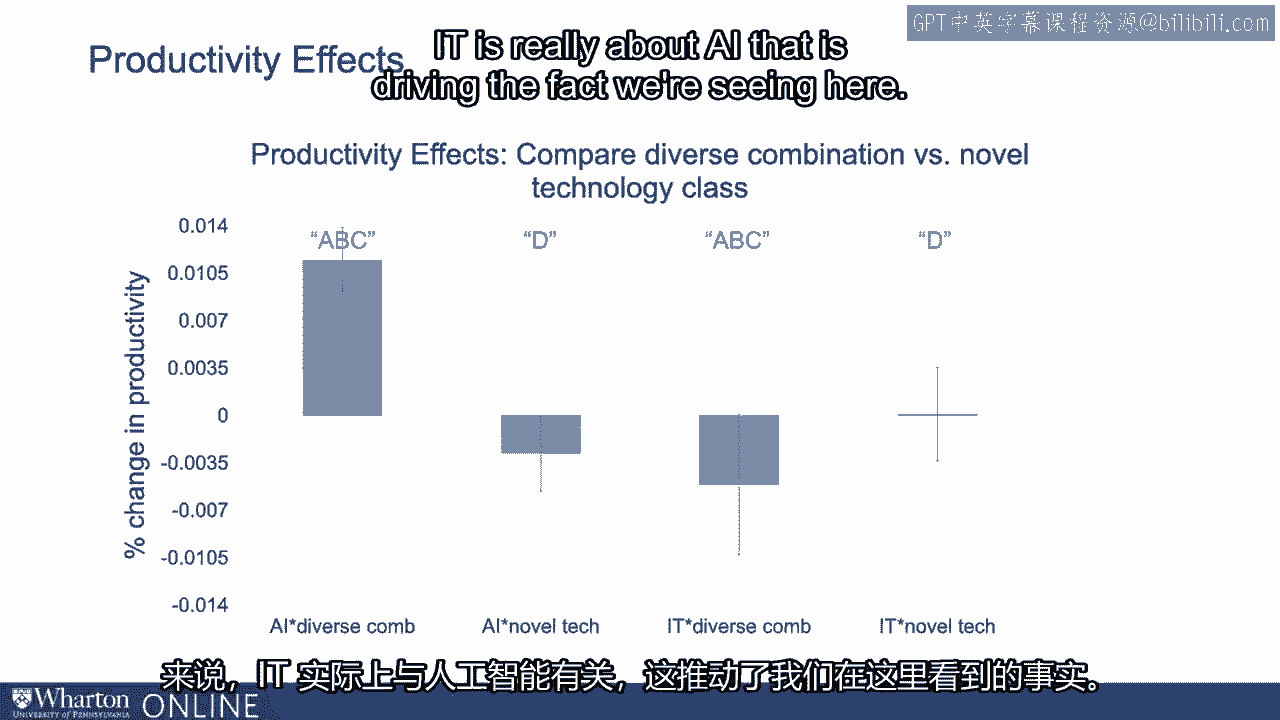 GPT中英字幕课程资源@bilibili.com
Productivity Effects
IT is really about AI that is
driving the fact we're seeing here.
Productivity Effects: Compare diverse combination vs. novel
technology class
% change in productivity
0.014
0.0105
0.007
0.0035
0
-0.0035
-0.007
-0.0105
-0.014
“ABC” “D” “ABC” “D”
AI*diverse comb AI*novel tech IT*diverse comb IT*novel tech
来说，IT 实际上与人工智能有关，这推动了我们在这里看到的事实。
Wharton ONLINE
UNIVERSITY of PENNSYLVANIA